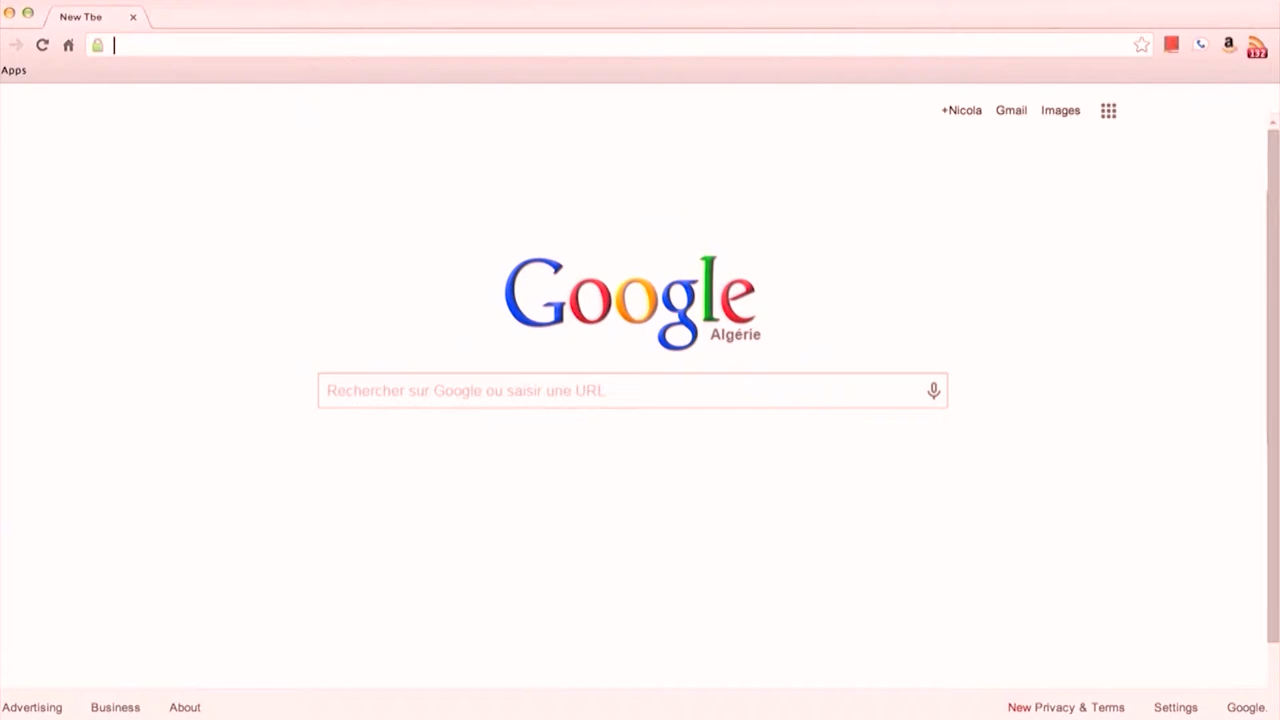 New Tbe
132
Apps
+Nicola Gmail Images
Google
Algérie
Rechercher sur Google ou saisir une URL
Advertising Business About New Privacy & Terms Settings Google.